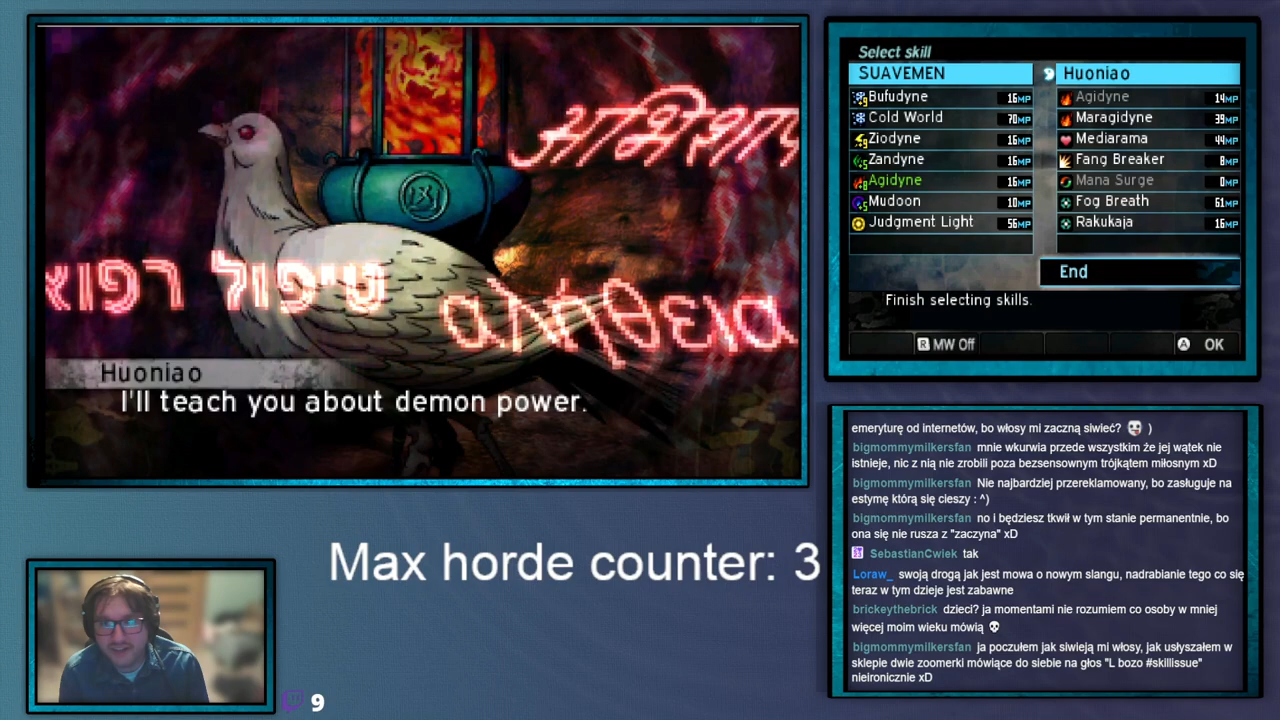 अभिशाप
טיפול רפוא
αλήθεια
Huoniao
I'll teach you about demon power.
Select skill
SUAVEMEN
Bufudyne 16MP
Cold World 70MP
Ziodyne 16MP
Zandyne 16MP
Agidyne 16MP
Mudoon 10MP
Judgment Light 56MP
Huoniao
Agidyne 14MP
Maragidyne 39MP
Mediarama 44MP
Fang Breaker 8MP
Mana Surge 0MP
Fog Breath 61MP
Rakukaja 16MP
End
Finish selecting skills.
R MW Off
A OK
Max horde counter: 3
9
emeryturę od internetów, bo włosy mi zaczną siwieć? 💀 )
bigmommymilkersfan mnie wkurwia przede wszystkim że jej wątek nie
istnieje, nic z nią nie zrobili poza bezsensownym trójkątem miłosnym xD
bigmommymilkersfan Nie najbardziej przereklamowany, bo zasługuje na
estymę którą się cieszy : ^)
bigmommymilkersfan no i będziesz tkwił w tym stanie permanentnie, bo
ona się nie rusza z "zaczyna" xD
SebastianCwiek tak
Loraw_ swoją drogą jak jest mowa o nowym slangu, nadrabianie tego co się
teraz w tym dzieje jest zabawne
brickeythebrick dzieci? ja momentami nie rozumiem co osoby w mniej
więcej moim wieku mówią 💀
bigmommymilkersfan ja poczułem jak siwieją mi włosy, jak usłyszałem w
sklepie dwie zoomerki mówiące do siebie na głos "L bozo #skillissue"
nieironicznie xD